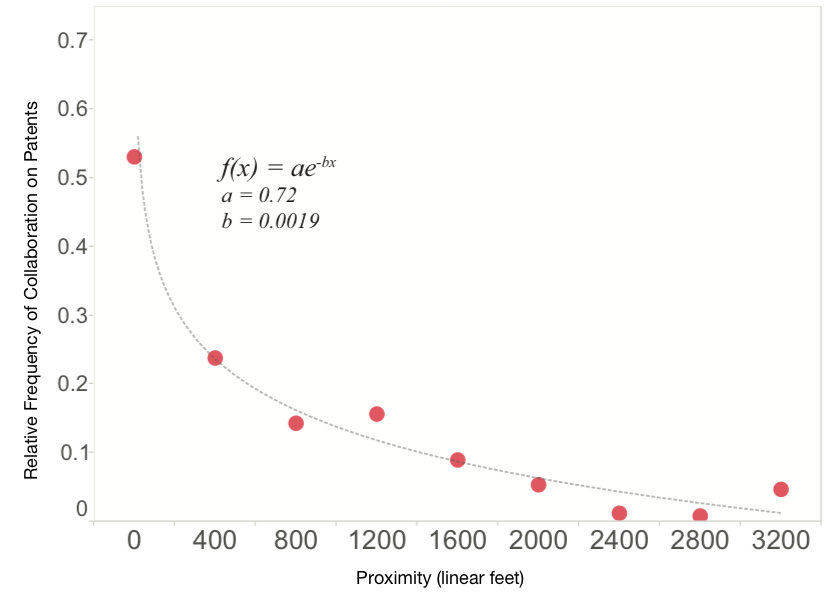 0.7
0.6
0.5
0.4
0.3
0.2
0.1
0
Relative Frequency of Collaboration on Patents
f(x) = ae^-bx
a = 0.72
b = 0.0019
0 400 800 1200 1600 2000 2400 2800 3200
Proximity (linear feet)